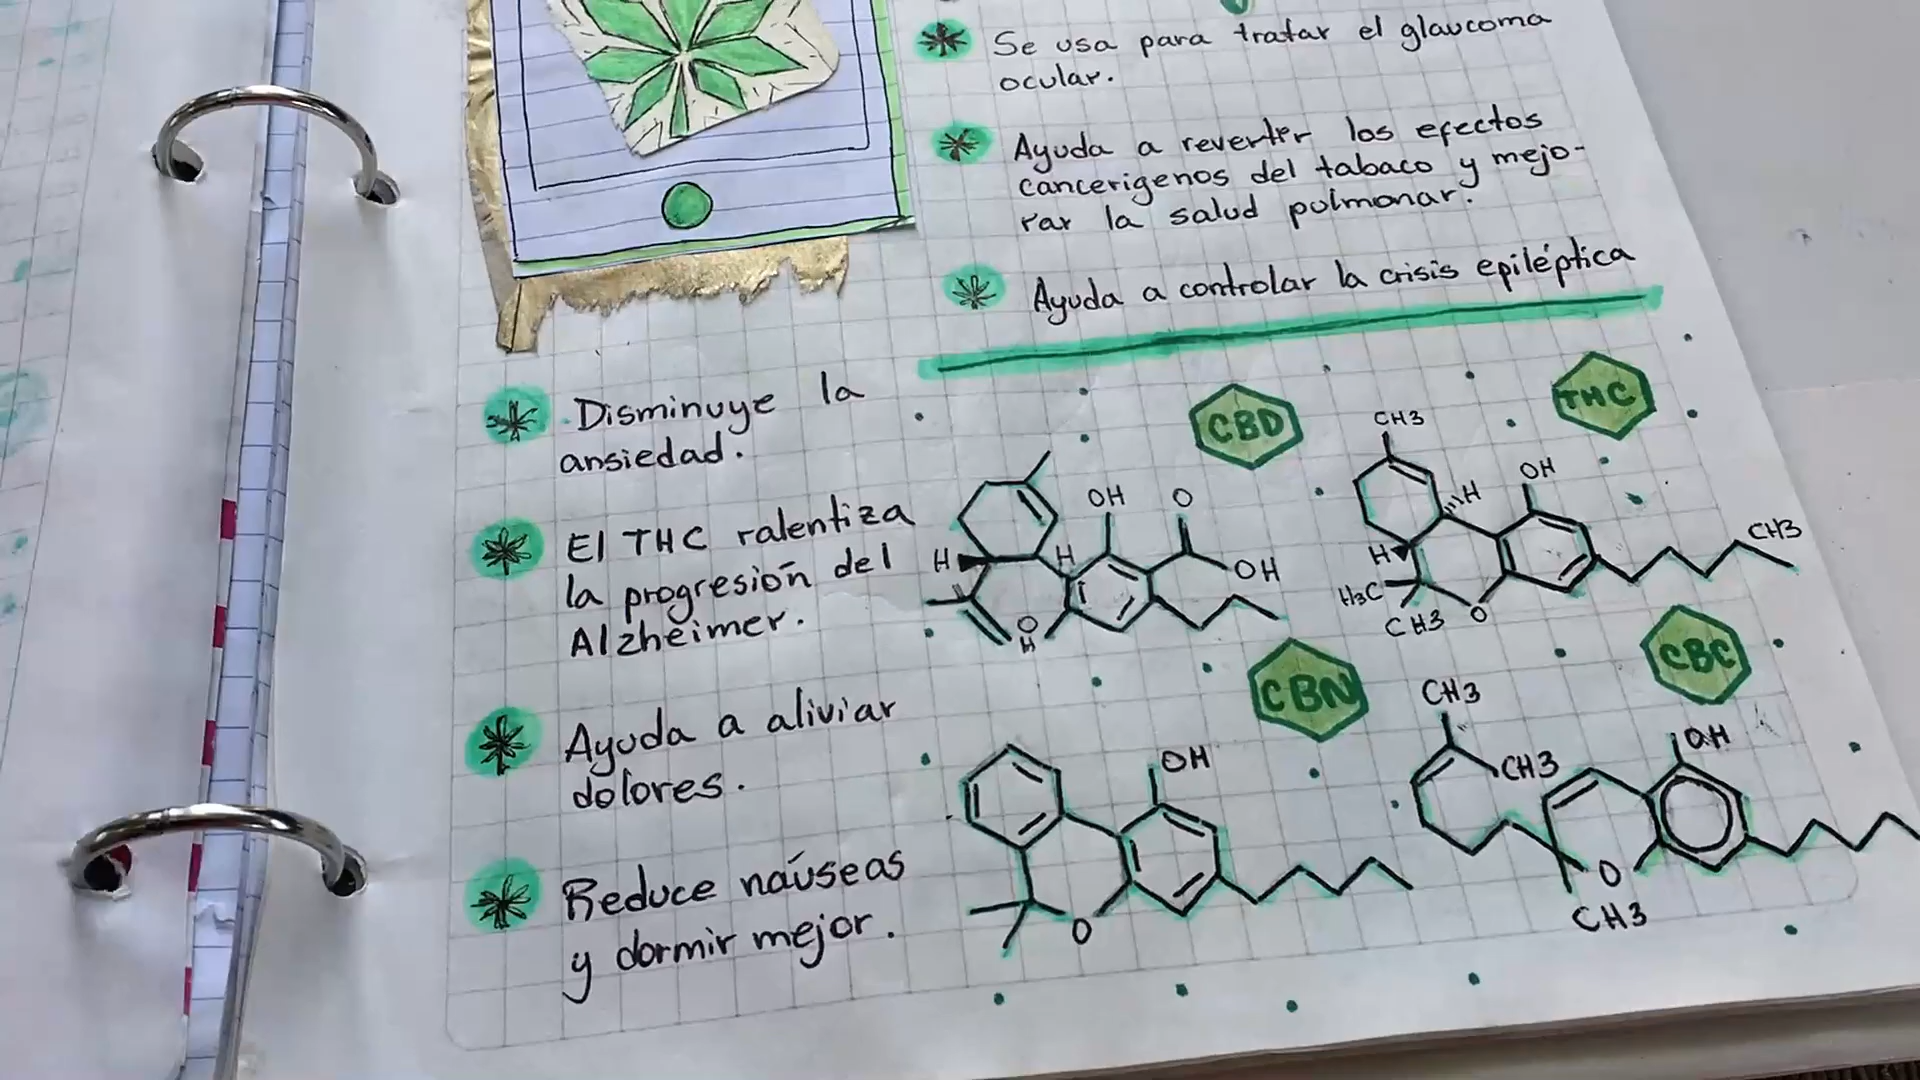 Se usa para tratar el glaucoma
ocular.
Ayuda a revertir los efectos
cancerigenos del tabaco y mejo-
rar la salud pulmonar.
Ayuda a controlar la crisis epiléptica
Disminuye la
ansiedad.
El THC ralentiza
la progresión del
Alzheimer.
Ayuda a aliviar
dolores.
Reduce naúseas
y dormir mejor.
CBD
OH
O
H
H
OH
O
H
THC
CH3
OH
H
CH3
H
H3C
CH3
O
CBN
OH
O
CBC
CH3
CH3
OH
O
CH3